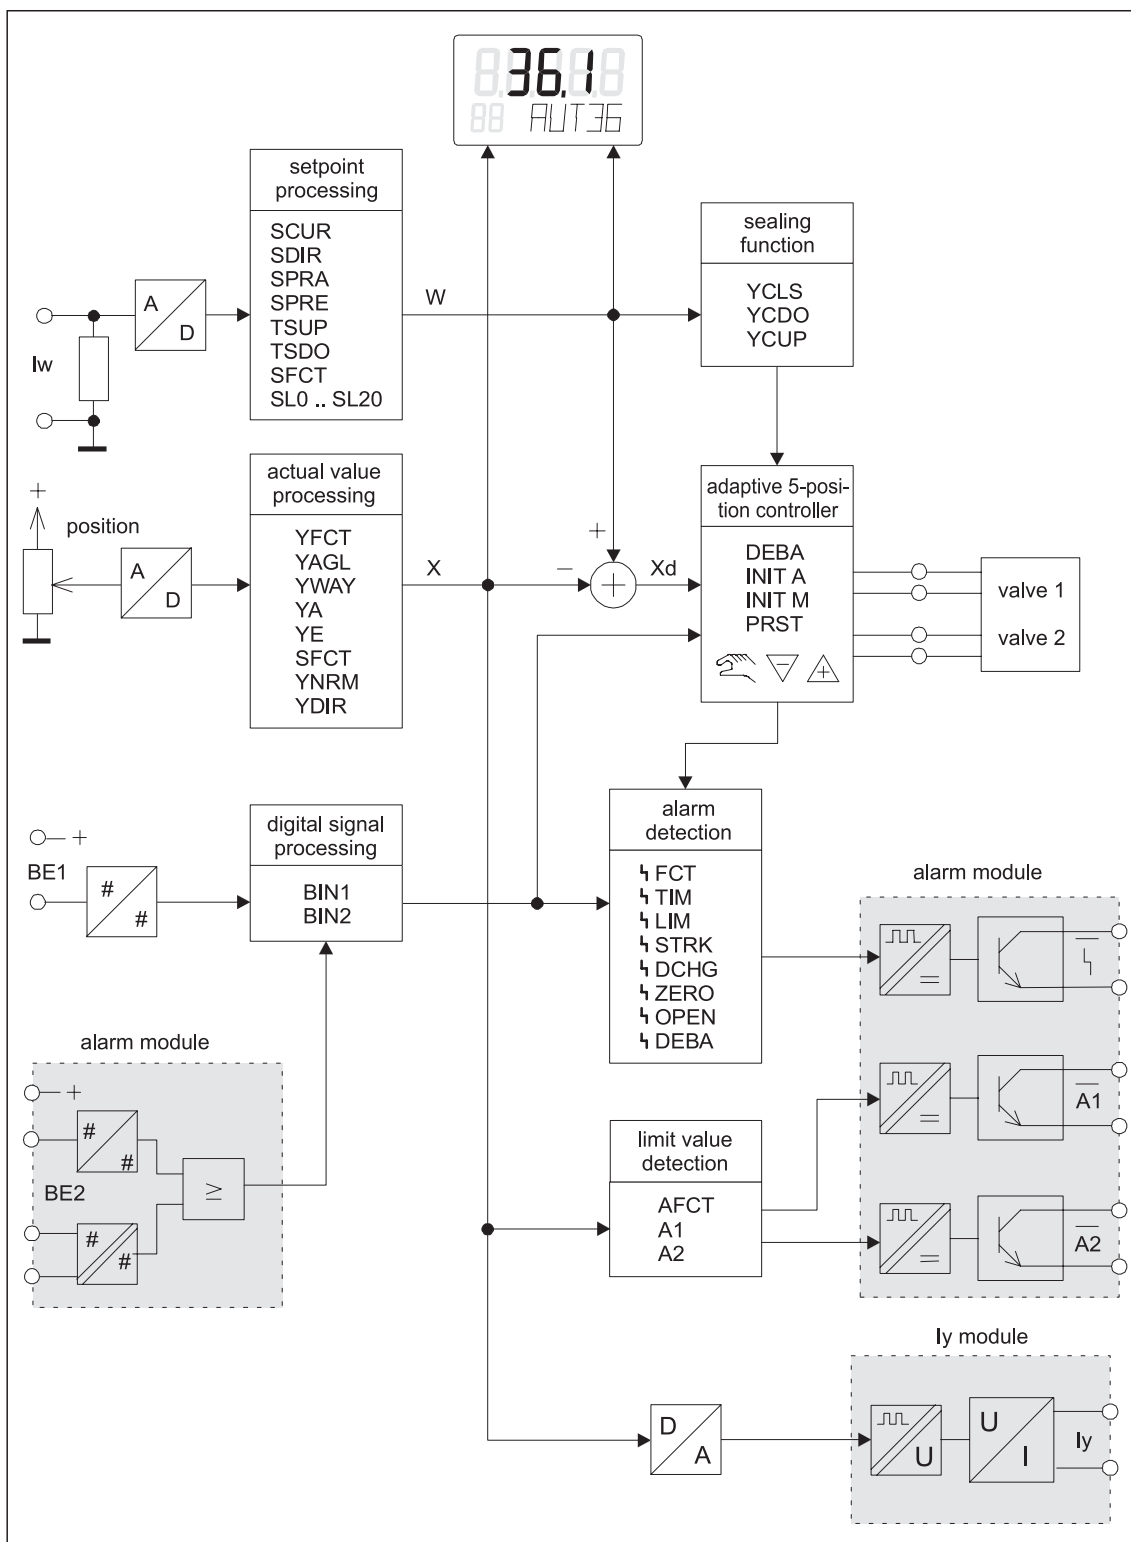 36.1
AUT36
setpoint
processing
SCUR
SDIR
SPRA
SPRE
TSUP
TSDO
SFCT
SL0 .. SL20
A
D
Iw
W
sealing
function
YCLS
YCDO
YCUP
actual value
processing
YFCT
YAGL
YWAY
YA
YE
SFCT
YNRM
YDIR
+
position
A
D
X
+
−
+
Xd
adaptive 5-posi-
tion controller
DEBA
INIT A
INIT M
PRST
−
+
valve 1
valve 2
+
BE1
#
#
digital signal
processing
BIN1
BIN2
alarm
detection
FCT
TIM
LIM
STRK
DCHG
ZERO
OPEN
DEBA
alarm module
=
=
A1
=
A2
alarm module
+
#
#
BE2
#
#
≥
limit value
detection
AFCT
A1
A2
Iy module
D
A
U
U
I
Iy